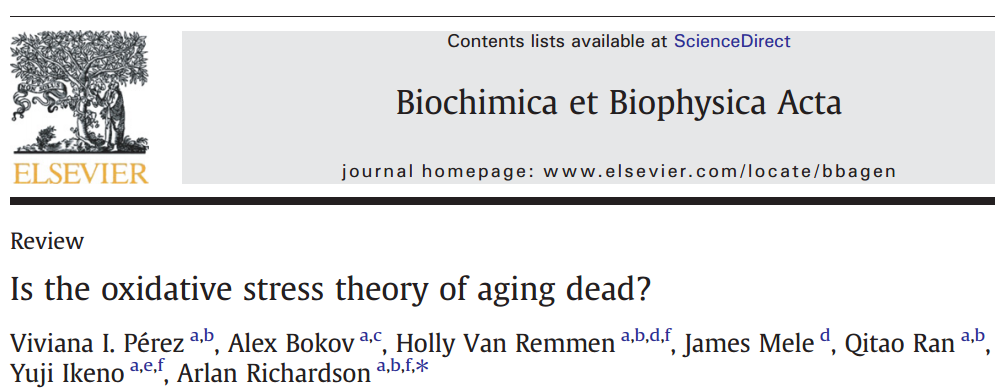 Contents lists available at ScienceDirect
Biochimica et Biophysica Acta
ELSEVIER
journal homepage: www.elsevier.com/locate/bbagen
Review
Is the oxidative stress theory of aging dead?
Viviana I. Pérez a,b, Alex Bokov a,c, Holly Van Remmen a,b,d,f, James Mele d, Qitao Ran a,b,
Yuji Ikeno a,e,f, Arlan Richardson a,b,f,*